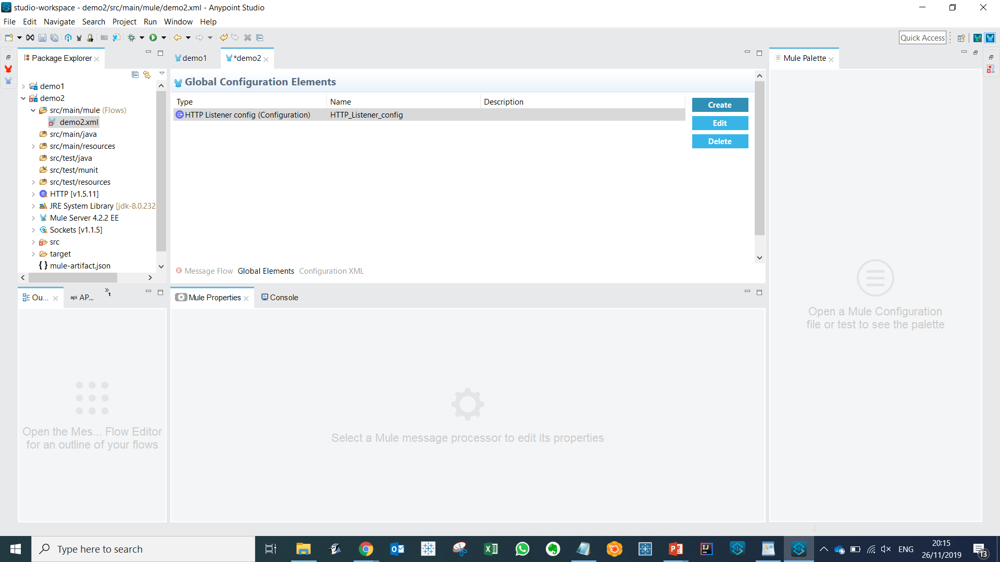 studio-workspace - demo2/src/main/mule/demo2.xml - Anypoint Studio
File Edit Navigate Search Project Run Window Help
Quick Access
Package Explorer
demo1
demo2
src/main/mule (Flows)
demo2.xml
src/main/java
src/main/resources
src/test/java
src/test/munit
src/test/resources
HTTP [v1.5.11]
JRE System Library [jdk-8.0.232
Mule Server 4.2.2 EE
Sockets [v1.1.5]
src
target
{} mule-artifact.json
demo1 *demo2
Global Configuration Elements
Type Name Description
HTTP Listener config (Configuration) HTTP_Listener_config
Create
Edit
Delete
Message Flow Global Elements Configuration XML
Mule Palette
Open a Mule Configuration
file or test to see the palette
Ou... api AP... »1
Open the Mes... Flow Editor
for an outline of your flows
Mule Properties Console
Select a Mule message processor to edit its properties
Type here to search
ENG
20:15
26/11/2019
13